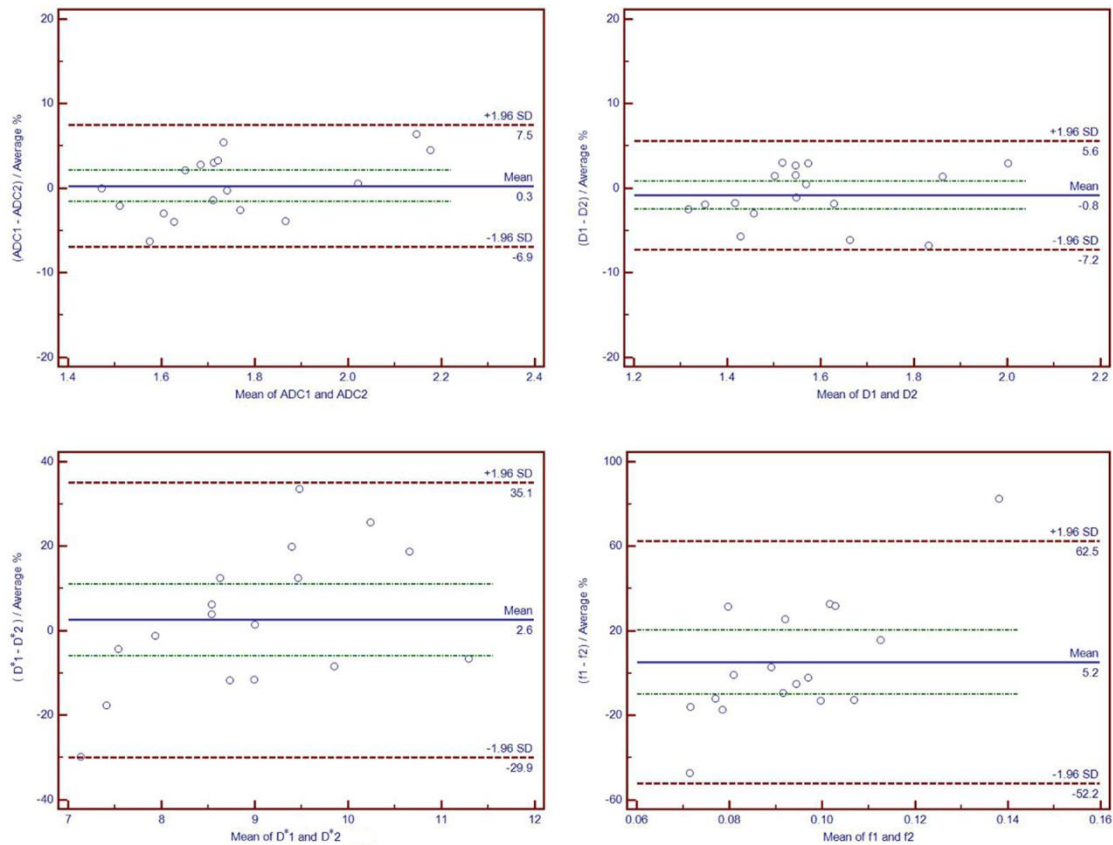 20
10
0
-10
-20
(ADC1 - ADC2) / Average %
+1.96 SD
7.5
Mean
0.3
-1.96 SD
-6.9
1.4 1.6 1.8 2.0 2.2 2.4
Mean of ADC1 and ADC2
20
10
0
-10
-20
(D1 - D2) / Average %
+1.96 SD
5.6
Mean
-0.8
-1.96 SD
-7.2
1.2 1.4 1.6 1.8 2.0 2.2
Mean of D1 and D2
40
20
0
-20
-40
( D*1 - D*2 ) / Average %
+1.96 SD
35.1
Mean
2.6
-1.96 SD
-29.9
7 8 9 10 11 12
Mean of D*1 and D*2
100
60
20
-20
-60
(f1 - f2) / Average %
+1.96 SD
62.5
Mean
5.2
-1.96 SD
-52.2
0.06 0.08 0.10 0.12 0.14 0.16
Mean of f1 and f2